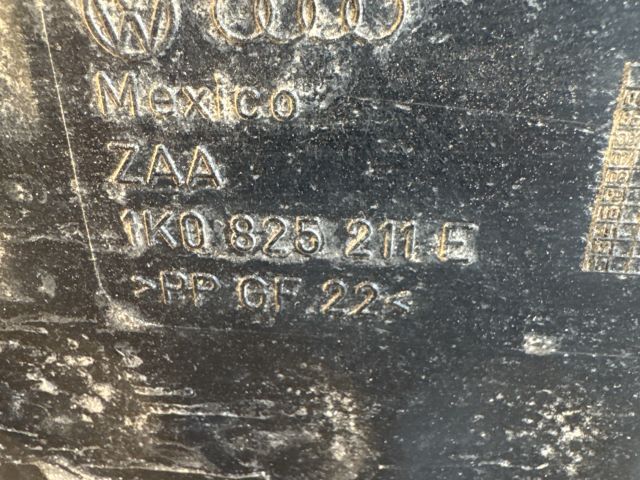 Mexico
ZAA
1K0 825 211 E
>PP GF 22<